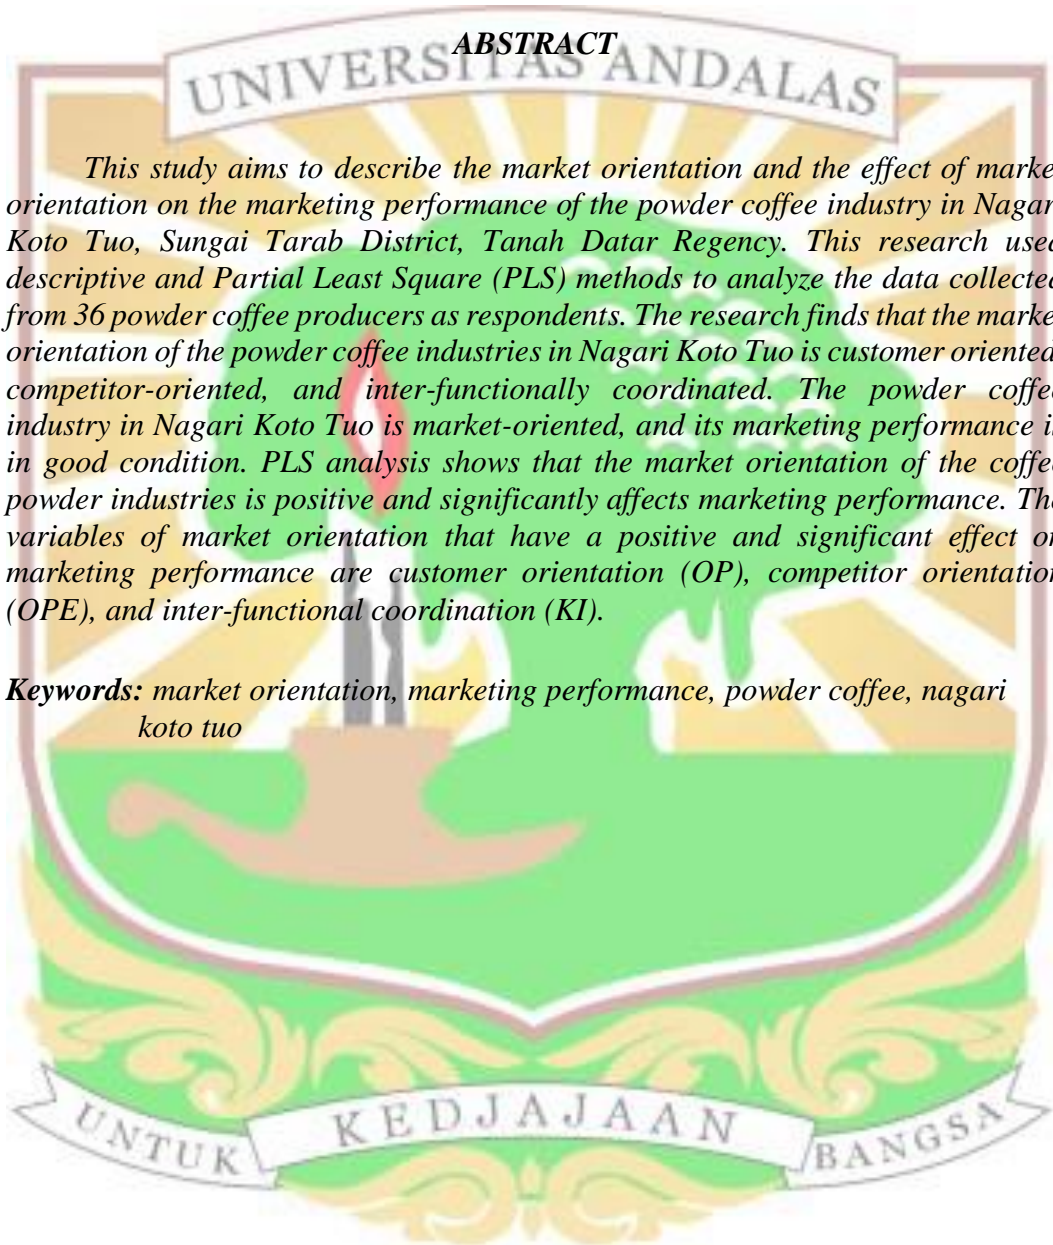 ABSTRACT
UNIVERSITAS ANDALAS
This study aims to describe the market orientation and the effect of marke
orientation on the marketing performance of the powder coffee industry in Nagar
Koto Tuo, Sungai Tarab District, Tanah Datar Regency. This research used
descriptive and Partial Least Square (PLS) methods to analyze the data collected
from 36 powder coffee producers as respondents. The research finds that the marke
orientation of the powder coffee industries in Nagari Koto Tuo is customer oriented
competitor-oriented, and inter-functionally coordinated. The powder coffee
industry in Nagari Koto Tuo is market-oriented, and its marketing performance i
in good condition. PLS analysis shows that the market orientation of the coffee
powder industries is positive and significantly affects marketing performance. The
variables of market orientation that have a positive and significant effect on
marketing performance are customer orientation (OP), competitor orientation
(OPE), and inter-functional coordination (KI).
Keywords: market orientation, marketing performance, powder coffee, nagari
koto tuo
UNTUK KEDJAJAAN BANGSA